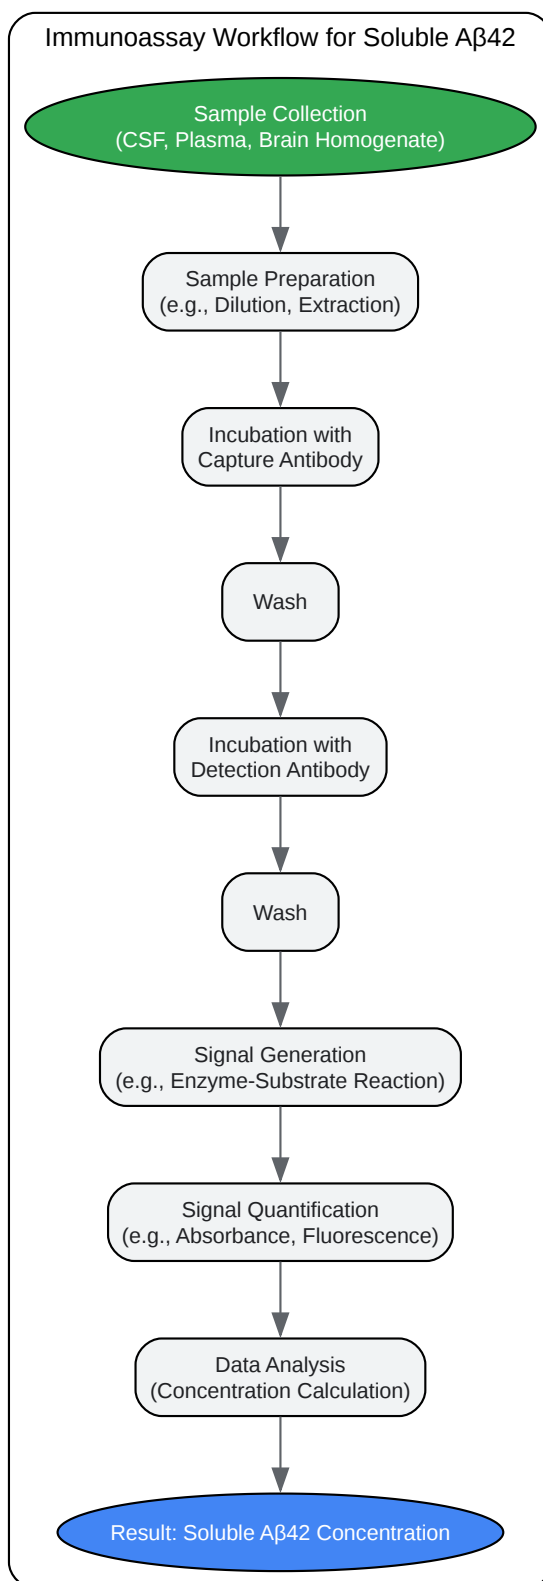 Immunoassay Workflow for Soluble Aβ42
Sample Collection
(CSF, Plasma, Brain Homogenate)
Sample Preparation
(e.g., Dilution, Extraction)
Incubation with
Capture Antibody
Wash
Incubation with
Detection Antibody
Wash
Signal Generation
(e.g., Enzyme-Substrate Reaction)
Signal Quantification
(e.g., Absorbance, Fluorescence)
Data Analysis
(Concentration Calculation)
Result: Soluble Aβ42 Concentration